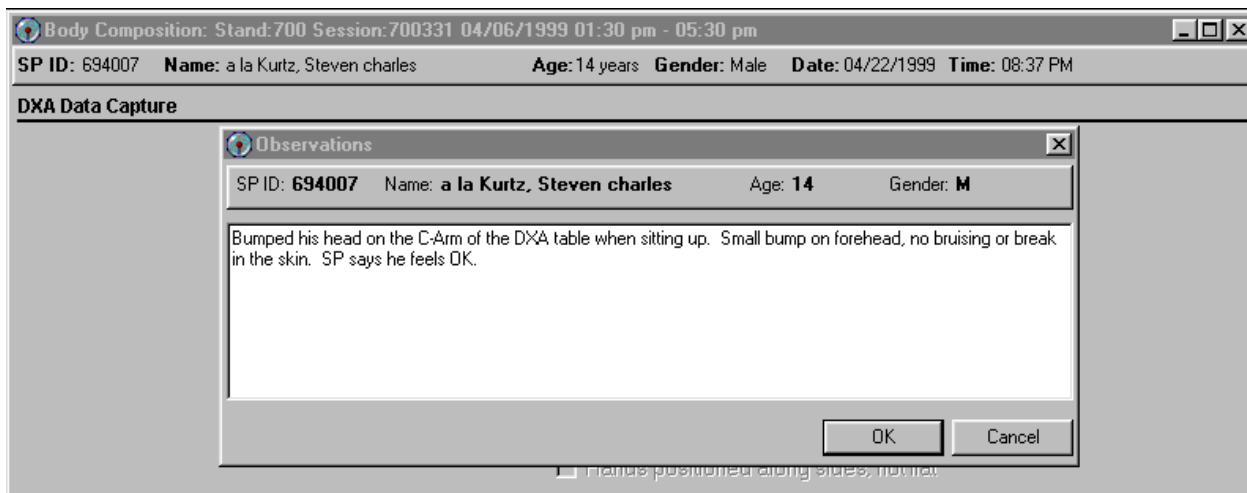 Body Composition: Stand:700 Session:700331 04/06/1999 01:30 pm - 05:30 pm
SP ID: 694007 Name: a la Kurtz, Steven charles Age: 14 years Gender: Male Date: 04/22/1999 Time: 08:37 PM
DXA Data Capture
Observations
SP ID: 694007 Name: a la Kurtz, Steven charles Age: 14 Gender: M
Bumped his head on the C-Arm of the DXA table when sitting up. Small bump on forehead, no bruising or break
in the skin. SP says he feels OK.
OK Cancel
Hands positioned along sides, not flat